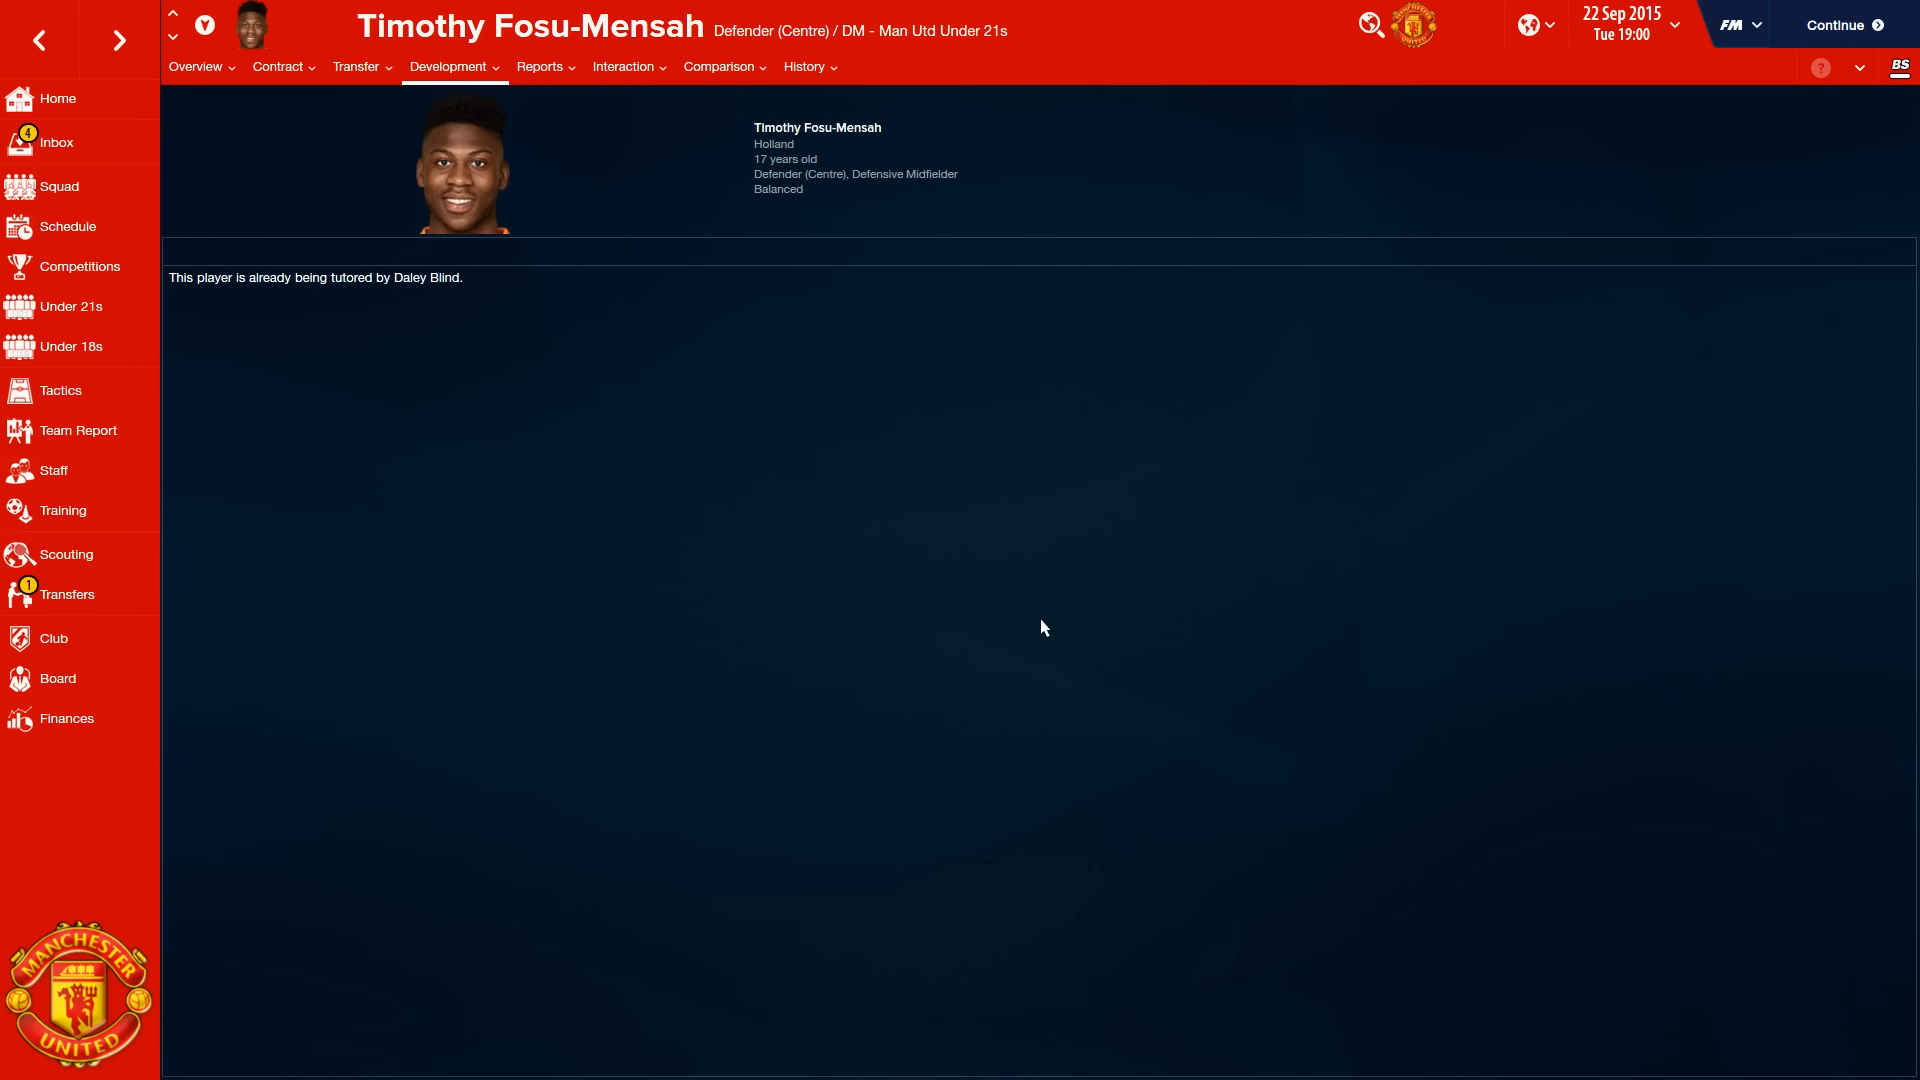 Timothy Fosu-Mensah Defender (Centre) / DM - Man Utd Under 21s
22 Sep 2015
Tue 19:00
FM
Continue
Overview Contract Transfer Development Reports Interaction Comparison History
?
BS
Home
4
Inbox
Squad
Schedule
Competitions
Under 21s
Under 18s
Tactics
Team Report
Staff
Training
Scouting
1
Transfers
Club
Board
Finances
MANCHESTER
UNITED
Timothy Fosu-Mensah
Holland
17 years old
Defender (Centre), Defensive Midfielder
Balanced
This player is already being tutored by Daley Blind.